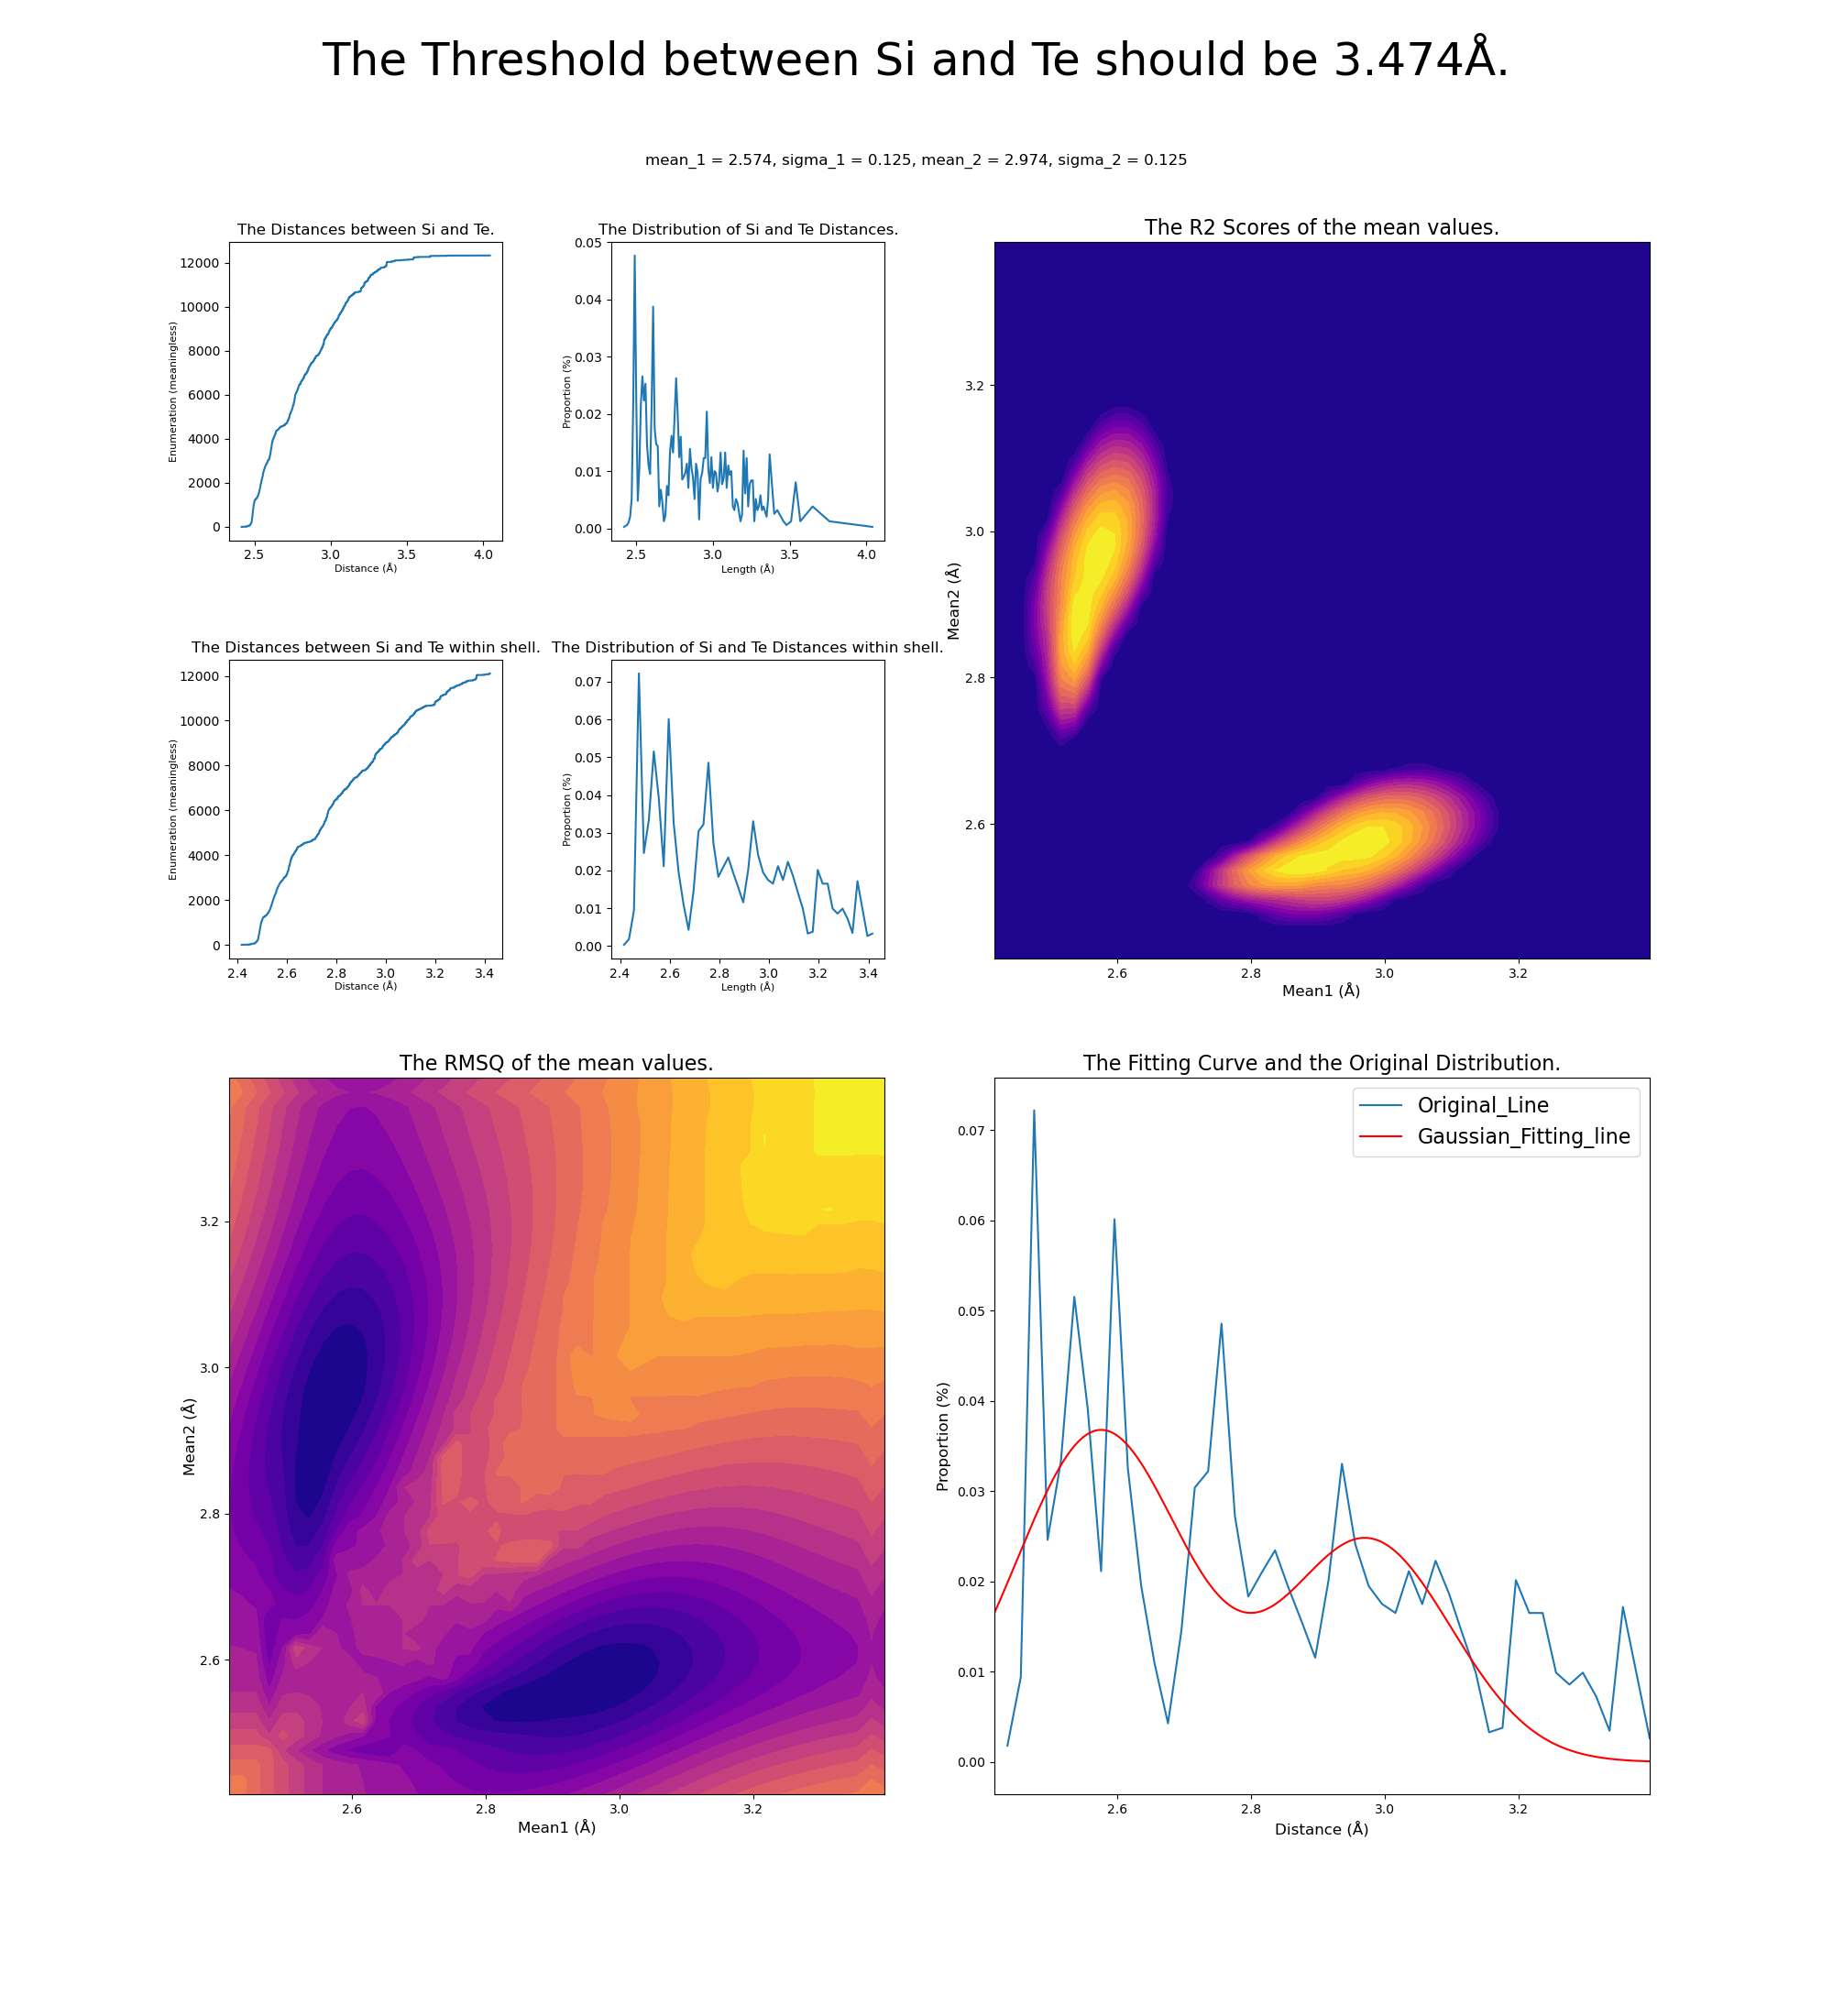 The Threshold between Si and Te should be 3.474Å.
mean_1 = 2.574, sigma_1 = 0.125, mean_2 = 2.974, sigma_2 = 0.125
The Distances between Si and Te.
Enumeration (meaningless)
12000
10000
8000
6000
4000
2000
0
2.5 3.0 3.5 4.0
Distance (Å)
The Distribution of Si and Te Distances.
Proportion (%)
0.05
0.04
0.03
0.02
0.01
0.00
2.5 3.0 3.5 4.0
Length (Å)
The R2 Scores of the mean values.
Mean2 (Å)
3.2
3.0
2.8
2.6
2.6 2.8 3.0 3.2
Mean1 (Å)
The Distances between Si and Te within shell.
Enumeration (meaningless)
12000
10000
8000
6000
4000
2000
0
2.4 2.6 2.8 3.0 3.2 3.4
Distance (Å)
The Distribution of Si and Te Distances within shell.
Proportion (%)
0.07
0.06
0.05
0.04
0.03
0.02
0.01
0.00
2.4 2.6 2.8 3.0 3.2 3.4
Length (Å)
The RMSQ of the mean values.
Mean2 (Å)
3.2
3.0
2.8
2.6
2.6 2.8 3.0 3.2
Mean1 (Å)
The Fitting Curve and the Original Distribution.
Original_Line
Gaussian_Fitting_line
Proportion (%)
0.07
0.06
0.05
0.04
0.03
0.02
0.01
0.00
2.6 2.8 3.0 3.2
Distance (Å)